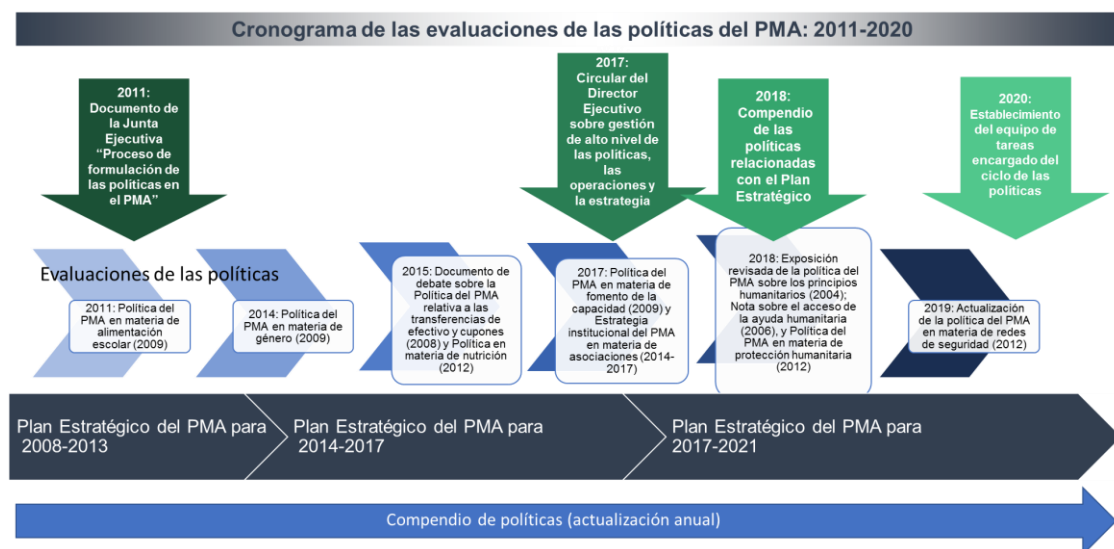 Cronograma de las evaluaciones de las políticas del PMA: 2011-2020
2011:
Documento de
la Junta
Ejecutiva
“Proceso de
formulación de
las políticas en
el PMA”
2017:
Circular del
Director
Ejecutivo
sobre gestión
de alto nivel de
las politicas,
las
operaciones y
la estrategia
2018:
Compendio
de las
políticas
relacionadas
con el Plan
Estratégico
2020:
Establecimiento
del equipo de
tareas
encargado del
ciclo de las
politicas
Evaluaciones de las políticas
2011: Política del
PMA en materia de
alimentación
escolar (2009)
2014: Política del
PMA en materia de
género (2009)
2015: Documento de
debate sobre la
Política del PMA
relativa a las
transferencias de
efectivo y cupones
(2008) y Política en
materia de nutrición
(2012)
2017: Política del
PMA en materia de
fomento de la
capacidad (2009) y
Estrategia
institucional del PMA
en materia de
asociaciones (2014-
2017)
2018: Exposición
revisada de la política del
PMA sobre los principios
humanitarios (2004);
Nota sobre el acceso de
la ayuda humanitaria
(2006), y Política del
PMA en materia de
protección humanitaria
(2012)
2019: Actualización
de la política del PMA
en materia de redes
de seguridad (2012)
Plan Estratégico del PMA para
2008-2013
Plan Estratégico del PMA para
2014-2017
Plan Estratégico del PMA para
2017-2021
Compendio de políticas (actualización anual)